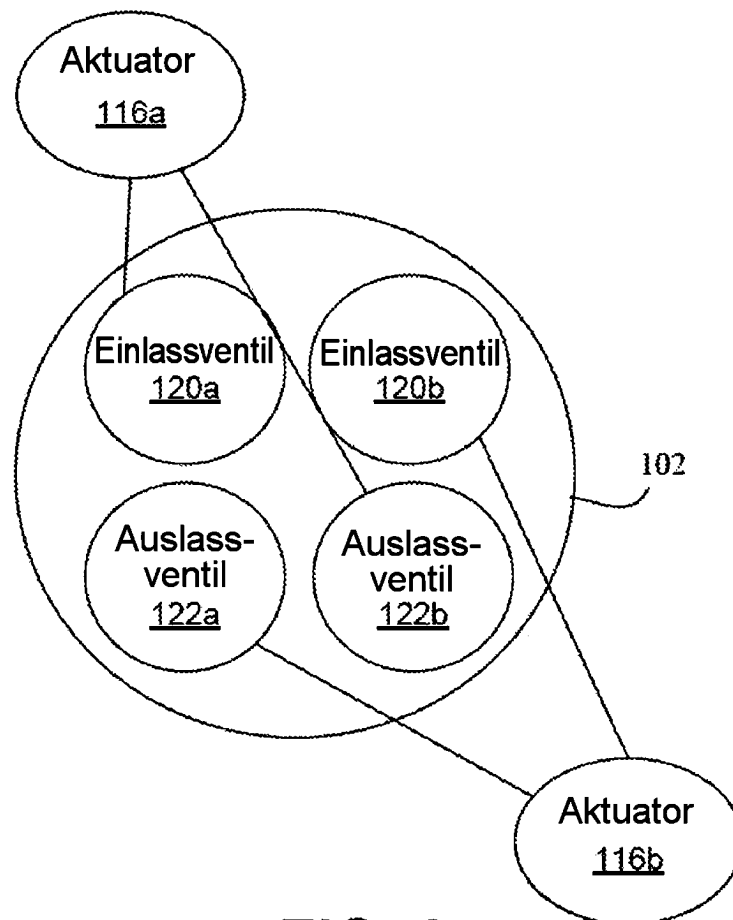 Aktuator
116a
Einlassventil
120a
Einlassventil
120b
102
Auslass-
ventil
122a
Auslass-
ventil
122b
Aktuator
116b